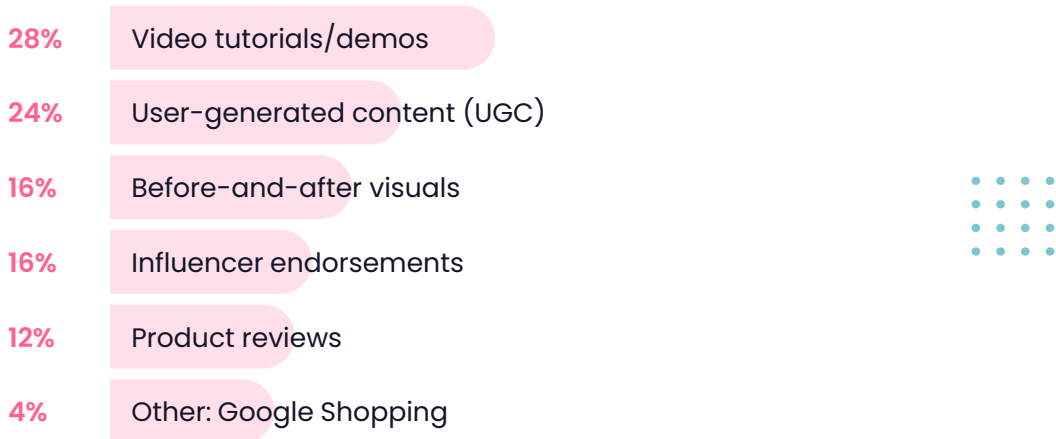 28% Video tutorials/demos
24% User-generated content (UGC)
16% Before-and-after visuals
16% Influencer endorsements
12% Product reviews
4% Other: Google Shopping